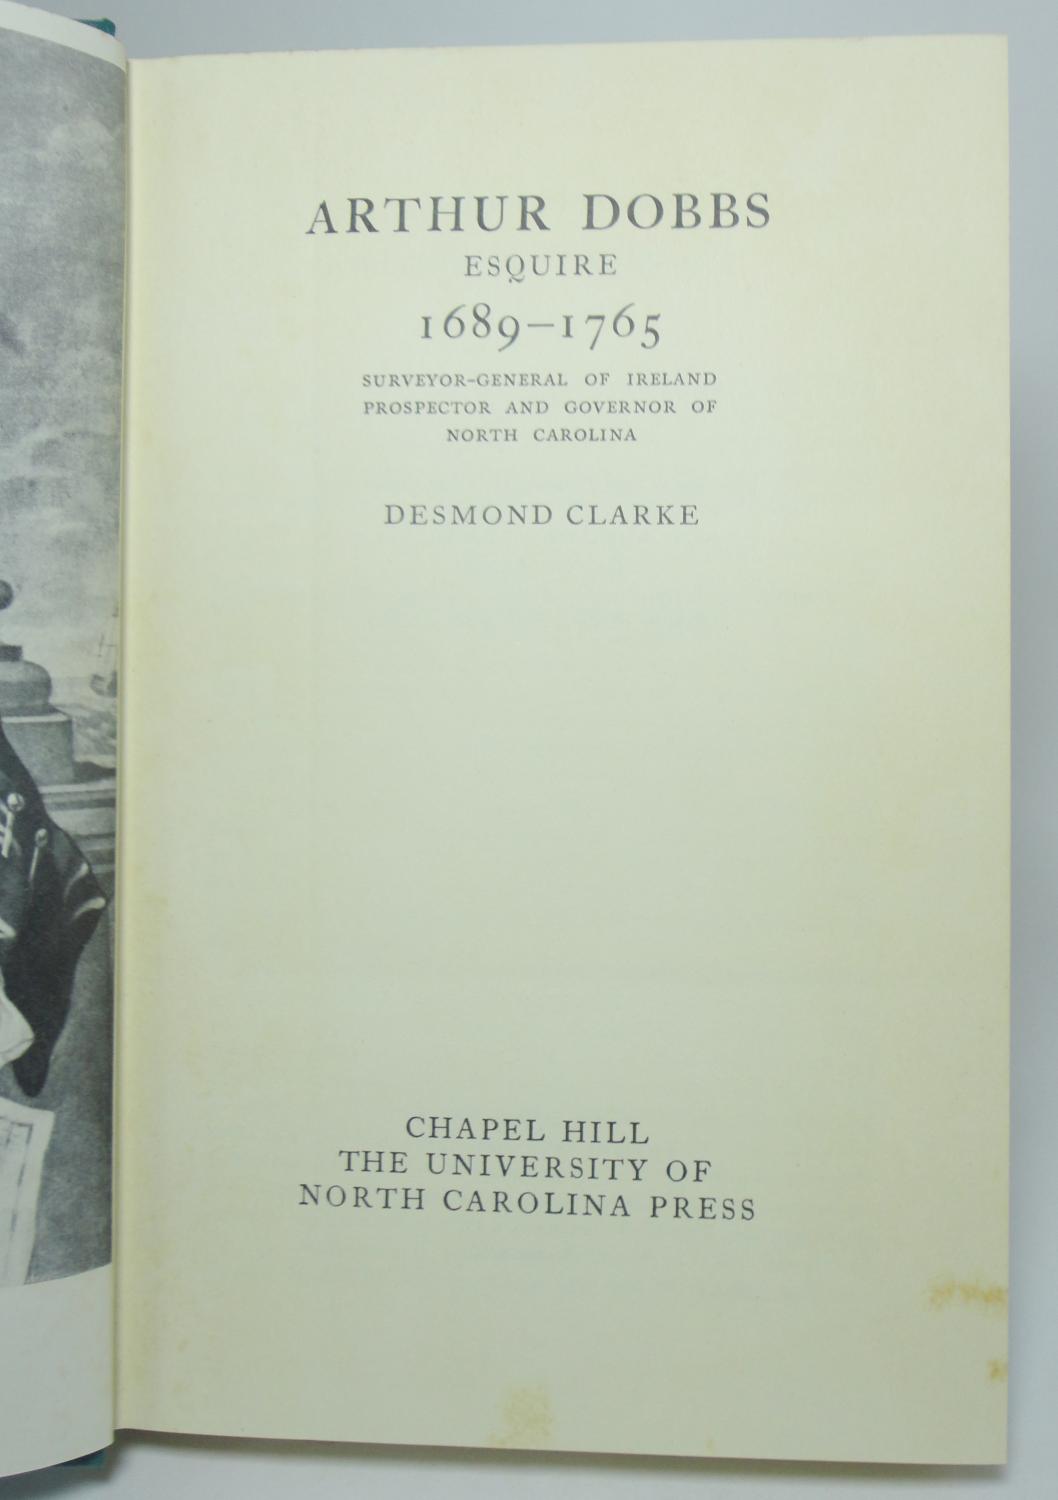 ARTHUR DOBBS
ESQUIRE
1689–1765
SURVEYOR-GENERAL OF IRELAND
PROSPECTOR AND GOVERNOR OF
NORTH CAROLINA
DESMOND CLARKE
CHAPEL HILL
THE UNIVERSITY OF
NORTH CAROLINA PRESS